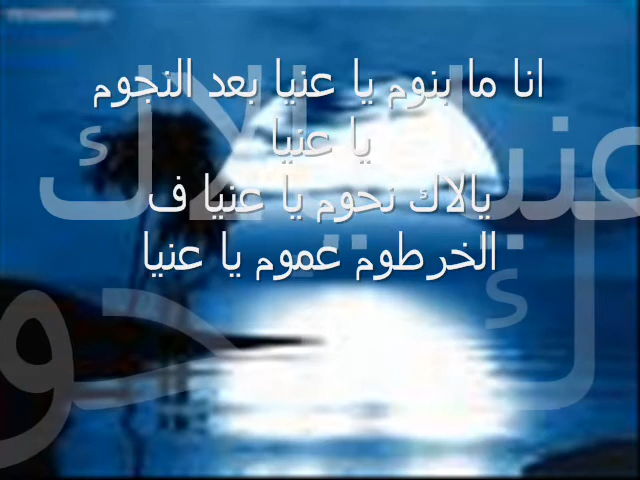 انا ما بنوم يا عنيا بعد النجوم
يا عنيا
يالاك نحوم يا عنيا ف
الخرطوم عموم يا عنيا